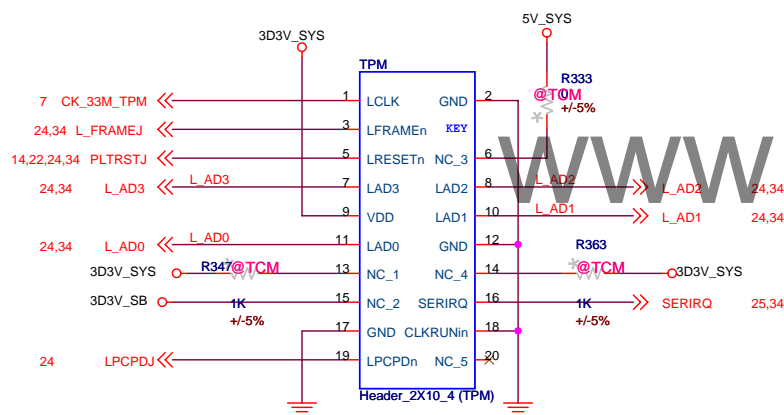 5V_SYS
3D3V_SYS
TPM
R333
0
@TCM
+/-5%
7 CK_33M_TPM 1 LCLK GND 2
24,34 L_FRAMEJ 3 LFRAMEn KEY
14,22,24,34 PLTRSTJ 5 LRESETn NC_3 6
www
24,34 L_AD3 L_AD3 7 LAD3 LAD2 8 L_AD2 L_AD2 24,34
9 VDD LAD1 10 L_AD1 L_AD1 24,34
24,34 L_AD0 L_AD0 11 LAD0 GND 12
R363
3D3V_SYS R347 @TCM 13 NC_1 NC_4 14 @TCM 3D3V_SYS
3D3V_SB 1K 15 NC_2 SERIRQ 16 1K SERIRQ 25,34
+/-5% +/-5%
17 GND CLKRUNin 18
24 LPCPDJ 19 LPCPDn NC_5 20
Header_2X10_4 (TPM)